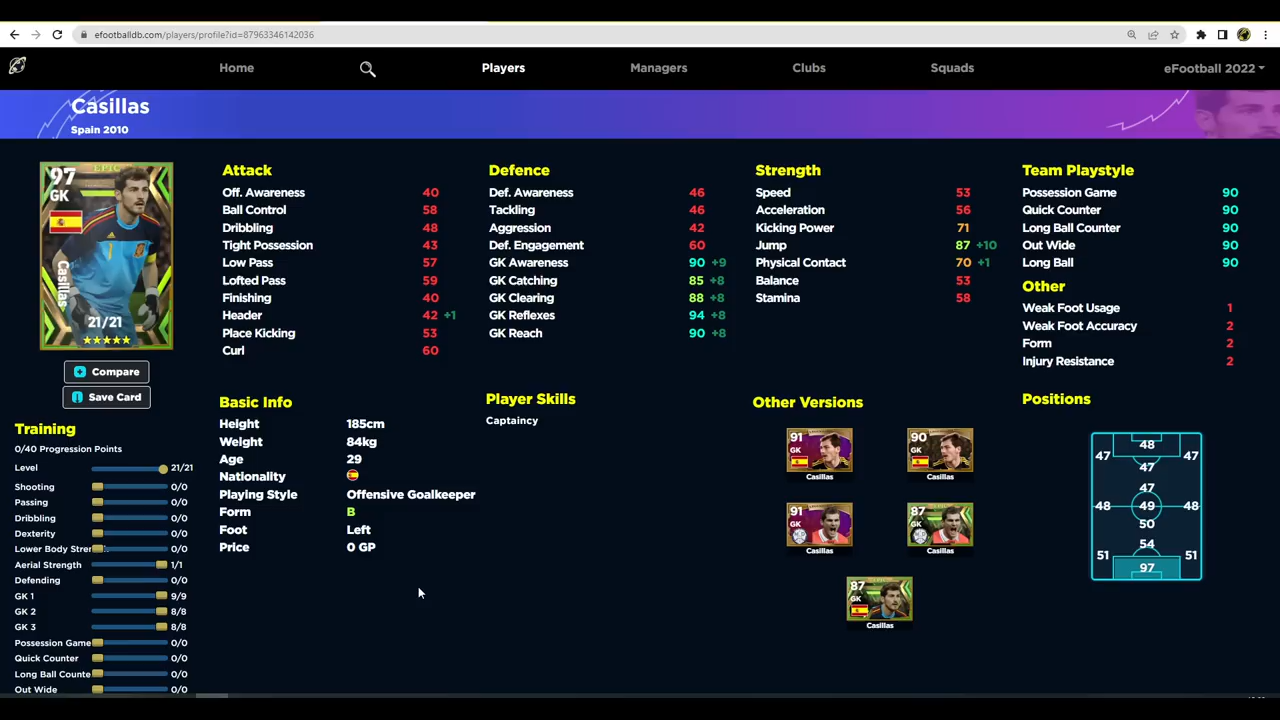 efootballdb.com/players/profile?id=87963346142036
Home Players Managers Clubs Squads eFootball 2022
Casillas
Spain 2010
EPIC
97
GK
Casillas
21/21
Compare
Save Card
Training
0/40 Progression Points
Level 21/21
Shooting 0/0
Passing 0/0
Dribbling 0/0
Dexterity 0/0
Lower Body Stren 0/0
Aerial Strength 1/1
Defending 0/0
GK 1 9/9
GK 2 8/8
GK 3 8/8
Possession Game 0/0
Quick Counter 0/0
Long Ball Counte 0/0
Out Wide 0/0
Attack
Off. Awareness 40
Ball Control 58
Dribbling 48
Tight Possession 43
Low Pass 57
Lofted Pass 59
Finishing 40
Header 42 +1
Place Kicking 53
Curl 60
Defence
Def. Awareness 46
Tackling 46
Aggression 42
Def. Engagement 60
GK Awareness 90 +9
GK Catching 85 +8
GK Clearing 88 +8
GK Reflexes 94 +8
GK Reach 90 +8
Strength
Speed 53
Acceleration 56
Kicking Power 71
Jump 87 +10
Physical Contact 70 +1
Balance 53
Stamina 58
Team Playstyle
Possession Game 90
Quick Counter 90
Long Ball Counter 90
Out Wide 90
Long Ball 90
Other
Weak Foot Usage 1
Weak Foot Accuracy 2
Form 2
Injury Resistance 2
Basic Info
Height 185cm
Weight 84kg
Age 29
Nationality
Playing Style Offensive Goalkeeper
Form B
Foot Left
Price 0 GP
Player Skills
Captaincy
Other Versions
91
GK
Casillas
90
GK
Casillas
91
GK
Casillas
87
GK
Casillas
87
GK
Casillas
Positions
48
47 47 47
47
48 49 48
50
54
51 51
97